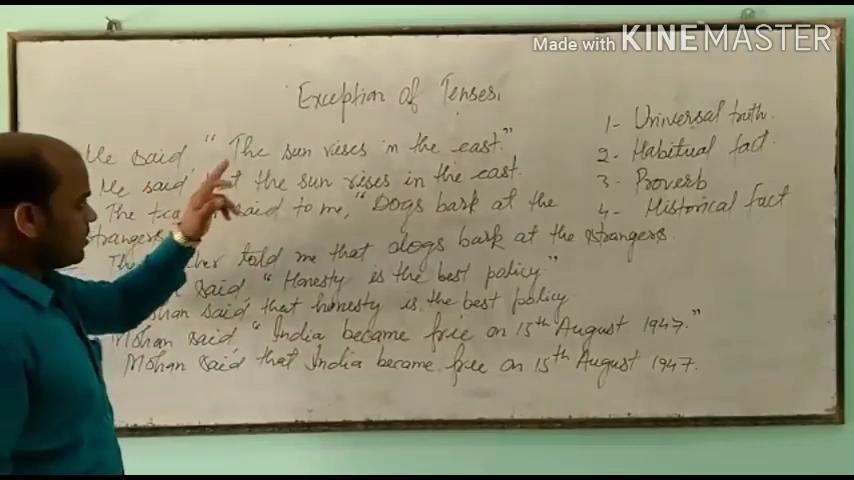 Made with KINEMASTER
Exception of Tenses.
He said "The sun rises in the east."
He said the sun rises in the east.
The said to me, "Dogs bark at the
strangers
told me that dogs bark at the strangers.
said "Honesty is the best policy"
said that honesty is the best policy
Mohan said "India became free on 15th August 1947."
Mohan said that India became free on 15th August 1947.
1- Universal truth.
2- Habitual fact.
3- Proverb
4- Historical fact